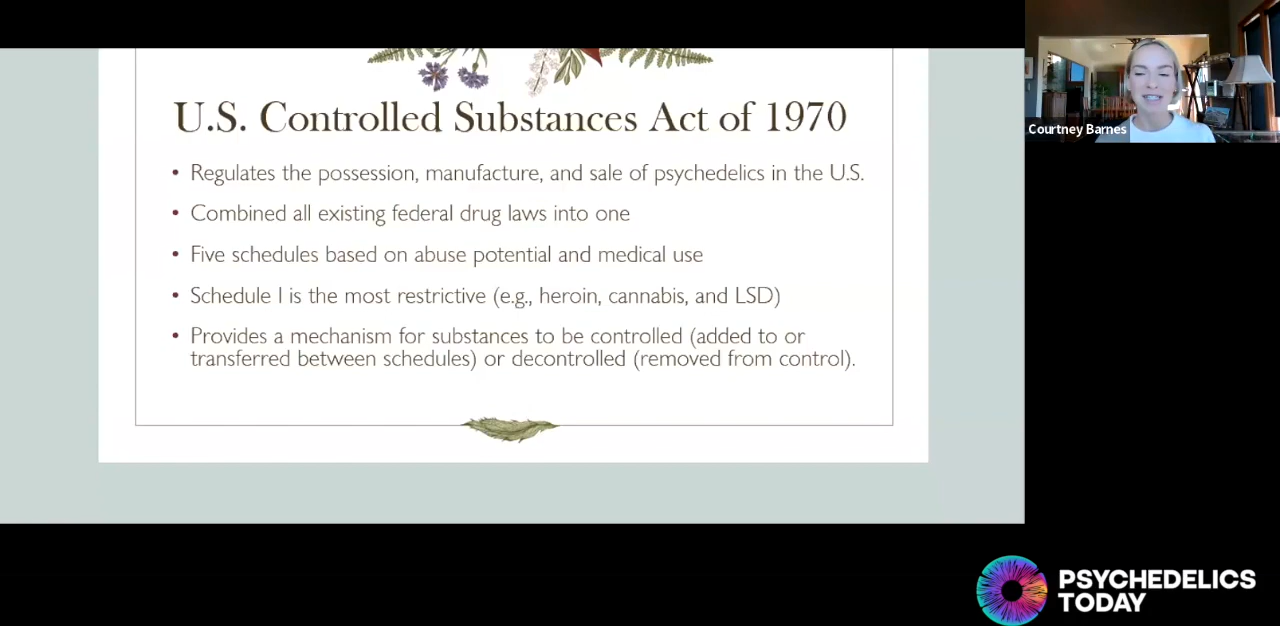 U.S. Controlled Substances Act of 1970
• Regulates the possession, manufacture, and sale of psychedelics in the U.S.
• Combined all existing federal drug laws into one
• Five schedules based on abuse potential and medical use
• Schedule I is the most restrictive (e.g., heroin, cannabis, and LSD)
• Provides a mechanism for substances to be controlled (added to or
transferred between schedules) or decontrolled (removed from control).
Courtney Barnes
PSYCHEDELICS
TODAY